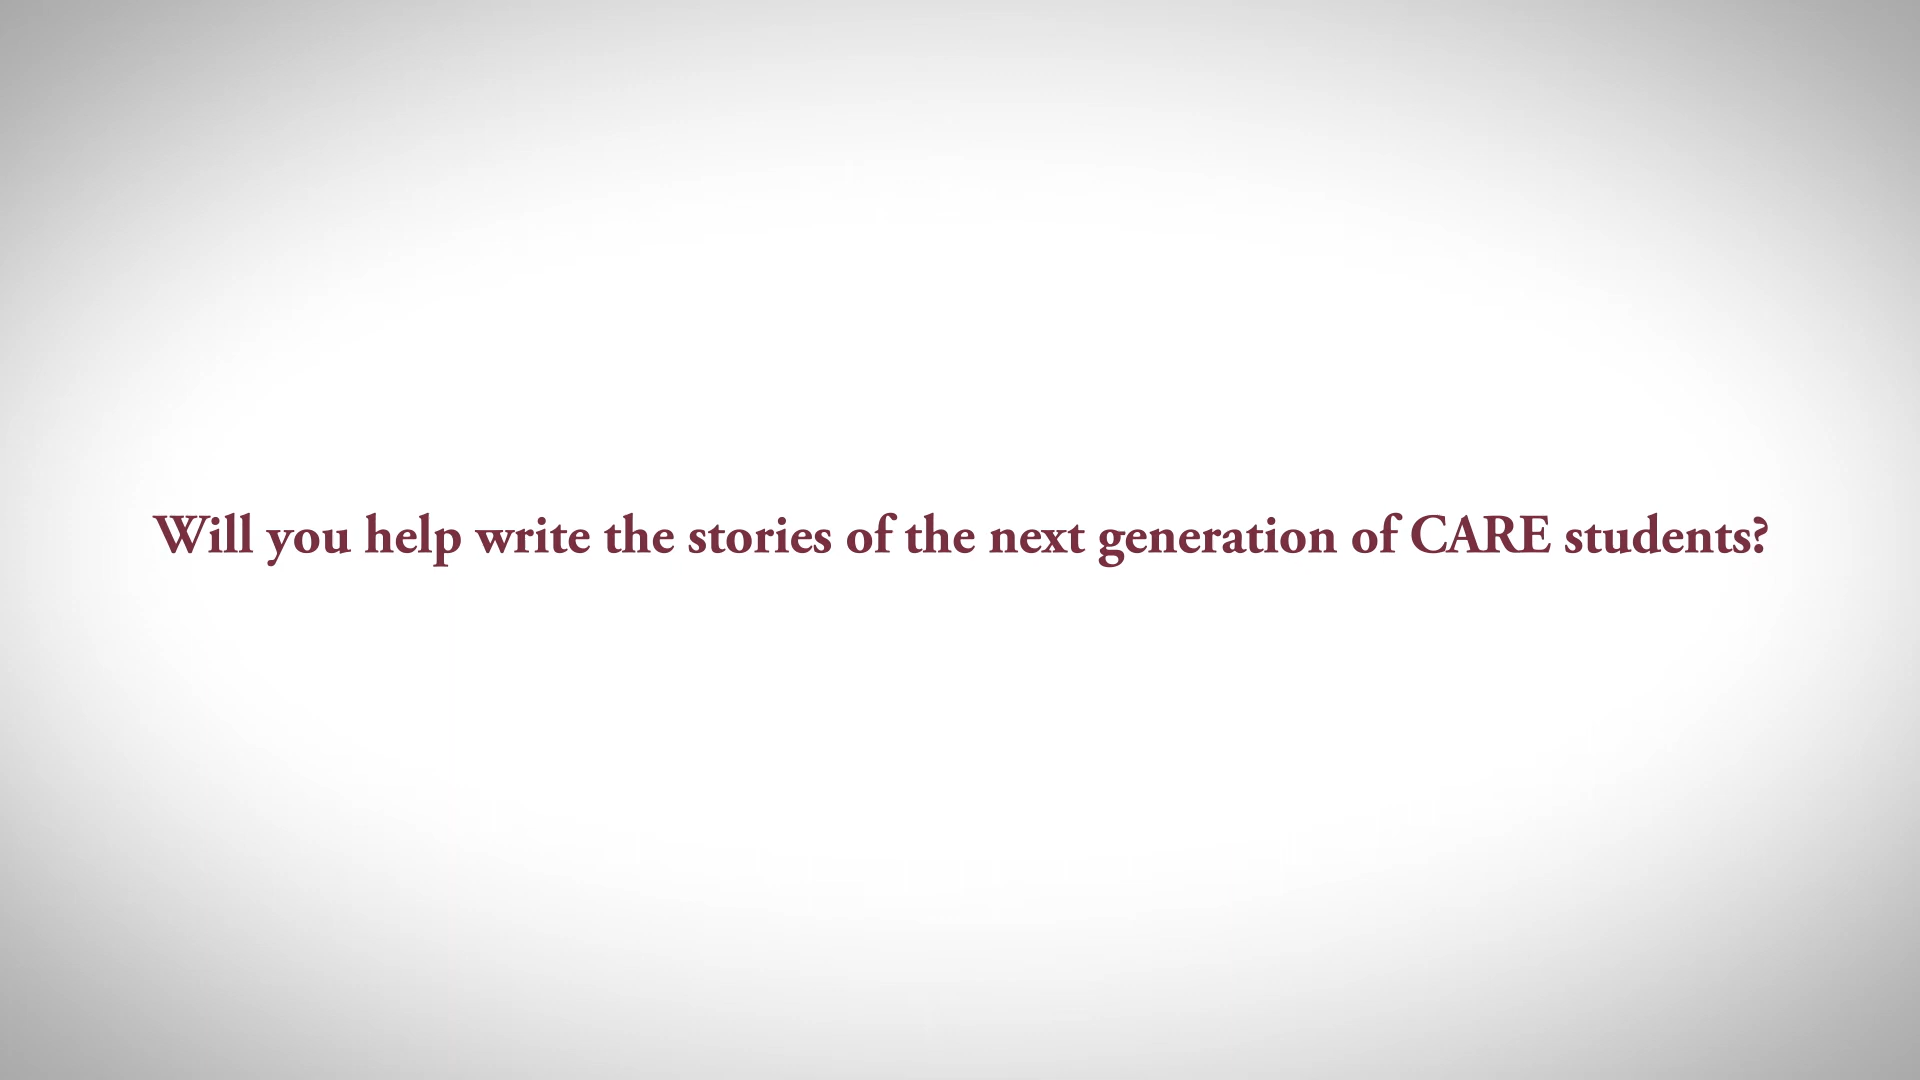 Will you help write the stories of the next generation of CARE students?